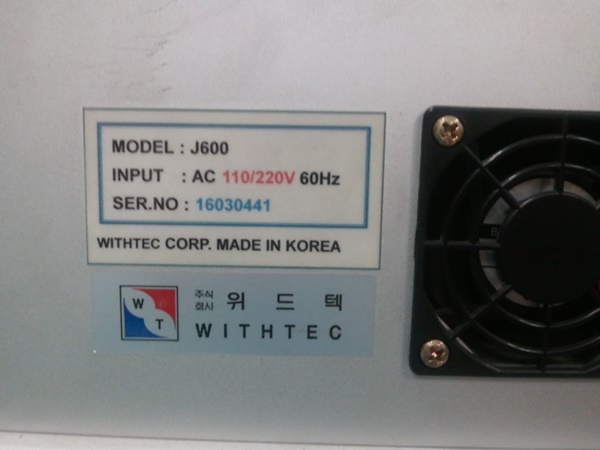 MODEL : J600
INPUT : AC 110/220V 60Hz
SER.NO : 16030441
WITHTEC CORP. MADE IN KOREA
W T
주식회사 위드텍
WITHTEC